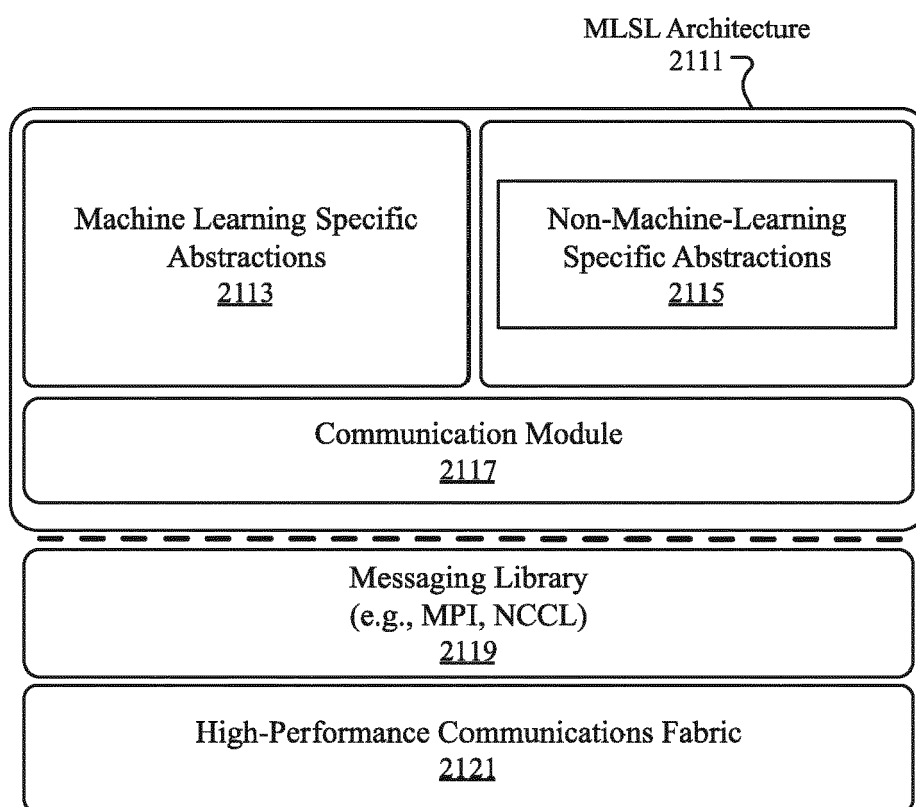 MLSL Architecture
2111
Machine Learning Specific
Abstractions
2113
Non-Machine-Learning
Specific Abstractions
2115
Communication Module
2117
Messaging Library
(e.g., MPI, NCCL)
2119
High-Performance Communications Fabric
2121